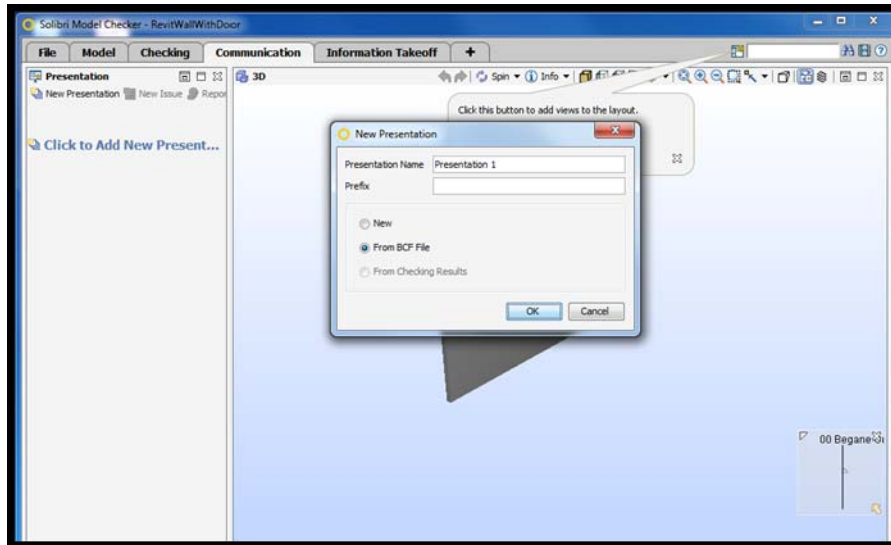 Solibri Model Checker - RevitWallWithDoor
File Model Checking Communication Information Takeoff +
Presentation
3D Spin Info
New Presentation New Issue Repor
Click this button to add views to the layout.
Click to Add New Present...
New Presentation
Presentation Name Presentation 1
Prefix
New
From BCF File
From Checking Results
OK Cancel
00 Begane